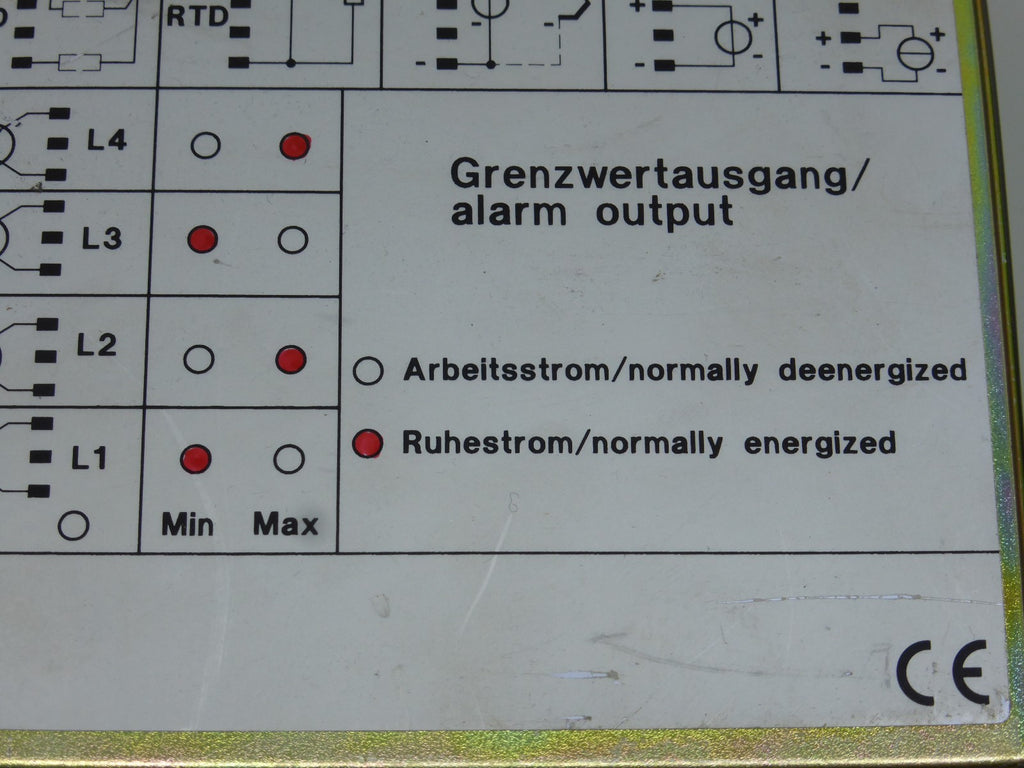 RTD
+ +
- -
- -
+ +
- -
L4
Grenzwertausgang/
alarm output
L3
L2
Arbeitsstrom/normally deenergized
Ruhestrom/normally energized
L1
Min Max
CE